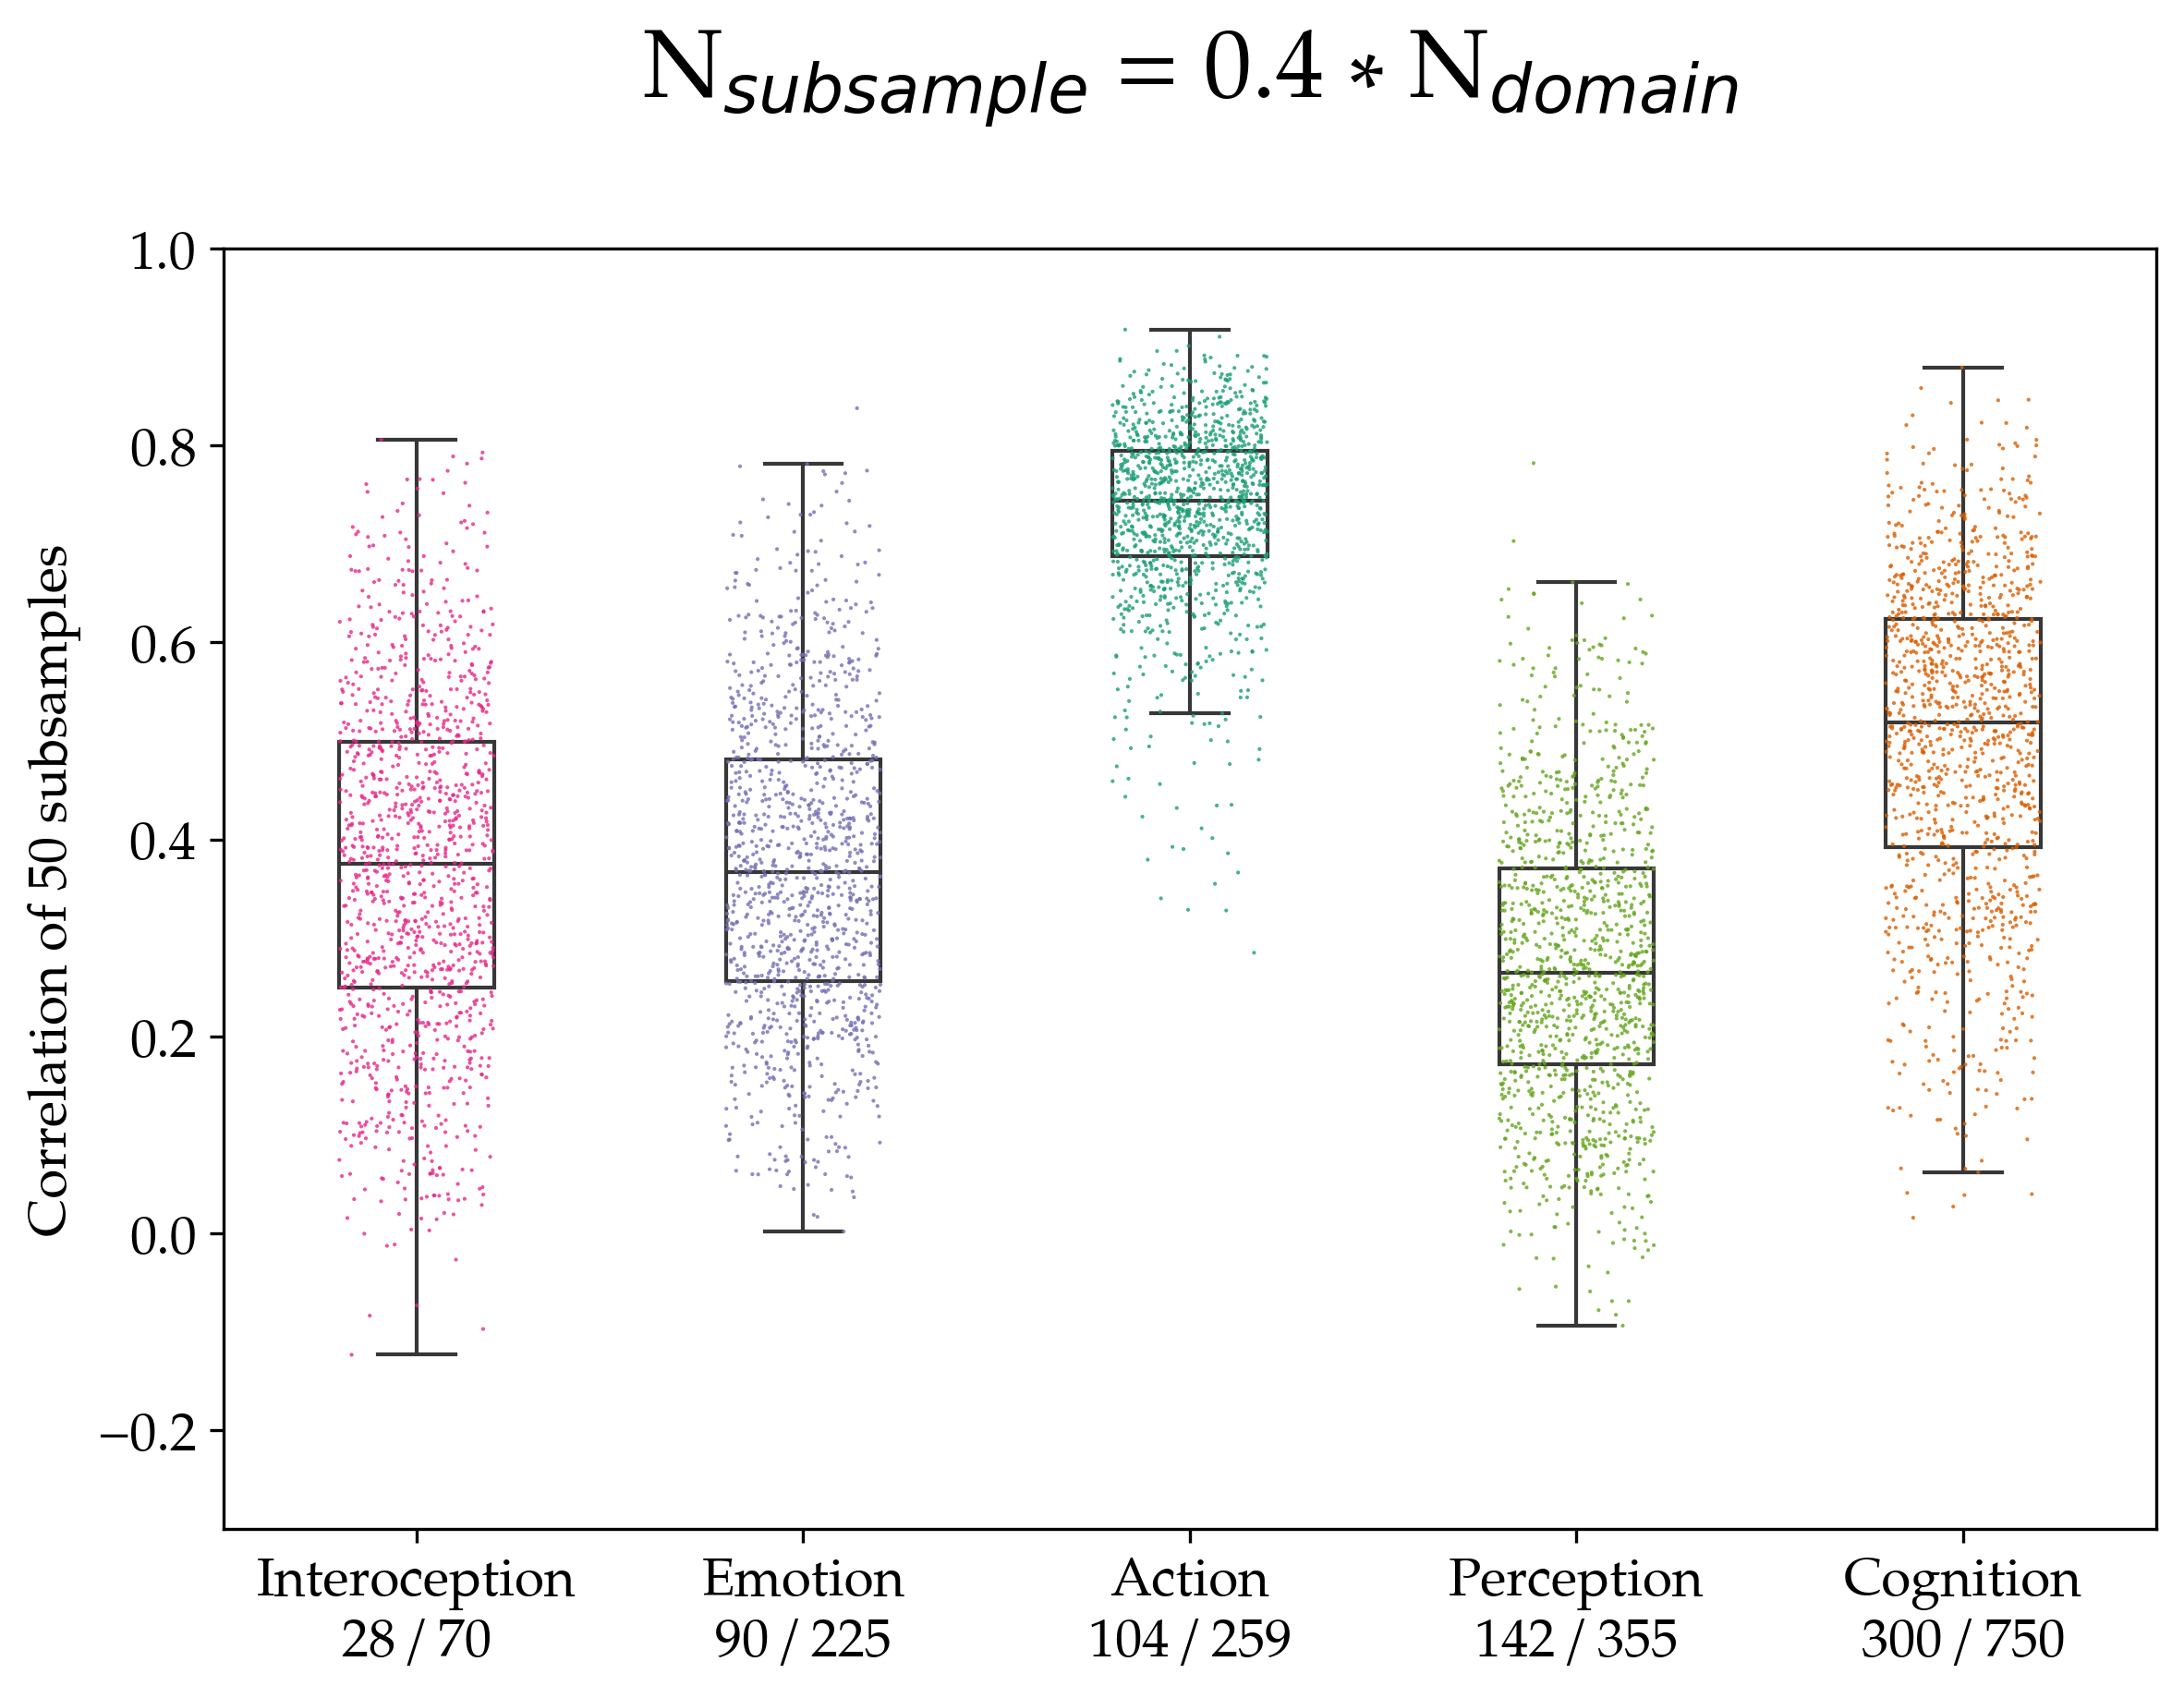 N_subsample = 0.4 * N_domain
Correlation of 50 subsamples
1.0
0.8
0.6
0.4
0.2
0.0
−0.2
Interoception Emotion Action Perception Cognition
28 / 70 90 / 225 104 / 259 142 / 355 300 / 750